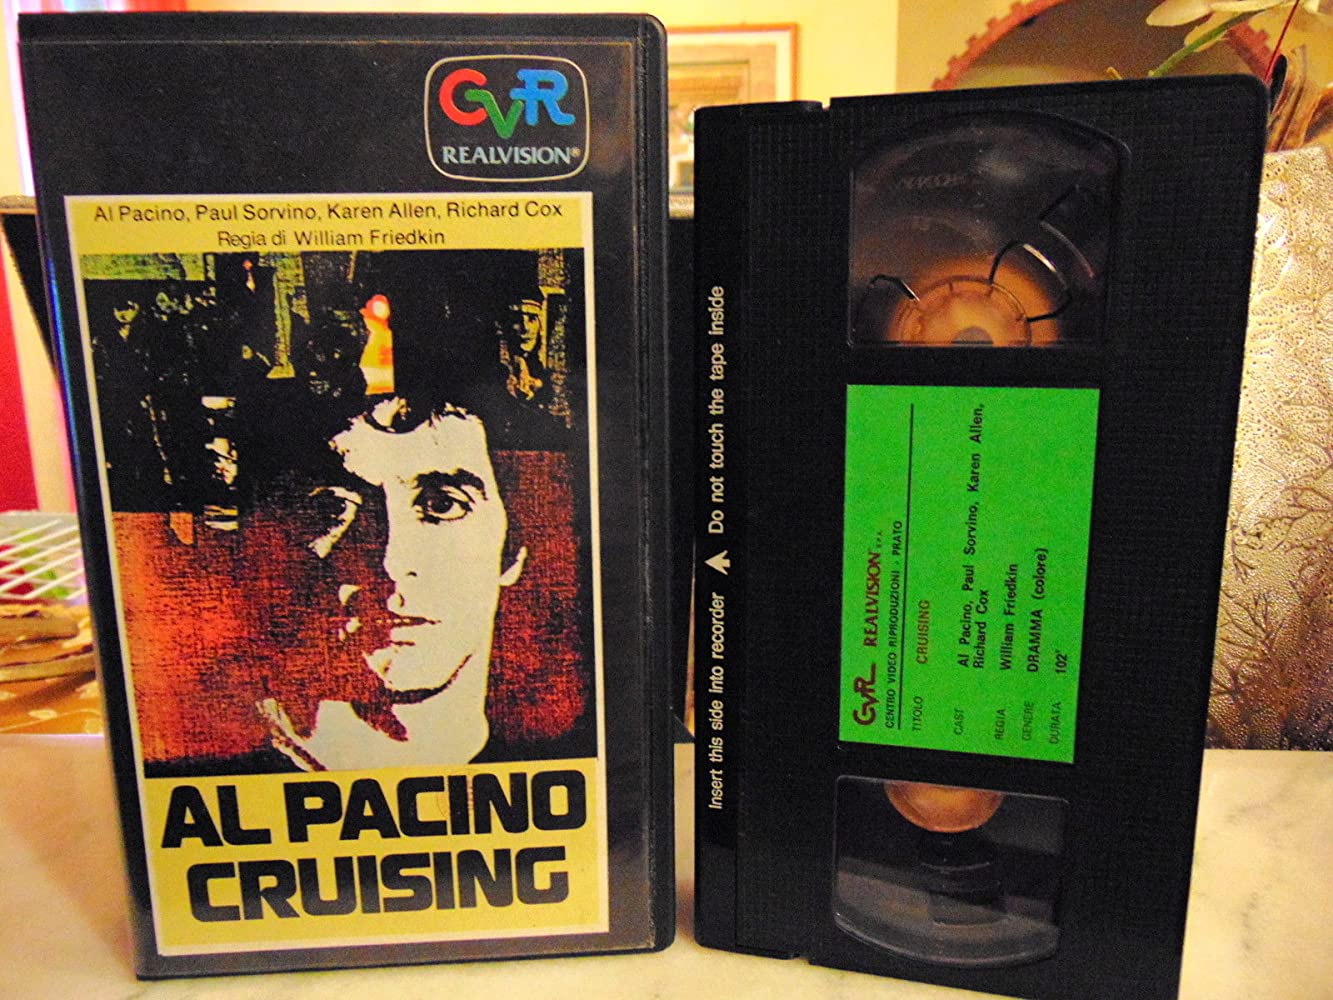 GVR
REALVISION®
Al Pacino, Paul Sorvino, Karen Allen, Richard Cox
Regia di William Friedkin
AL PACINO
CRUISING
Insert this side into recorder Do not touch the tape inside
GVR REALVISION S.P.A.
CENTRO VIDEO RIPRODUZIONI - PRATO
TITOLO CRUISING
CAST Al Pacino, Paul Sorvino, Karen Allen,
Richard Cox
REGIA William Friedkin
GENERE DRAMMA (colore)
DURATA 102'